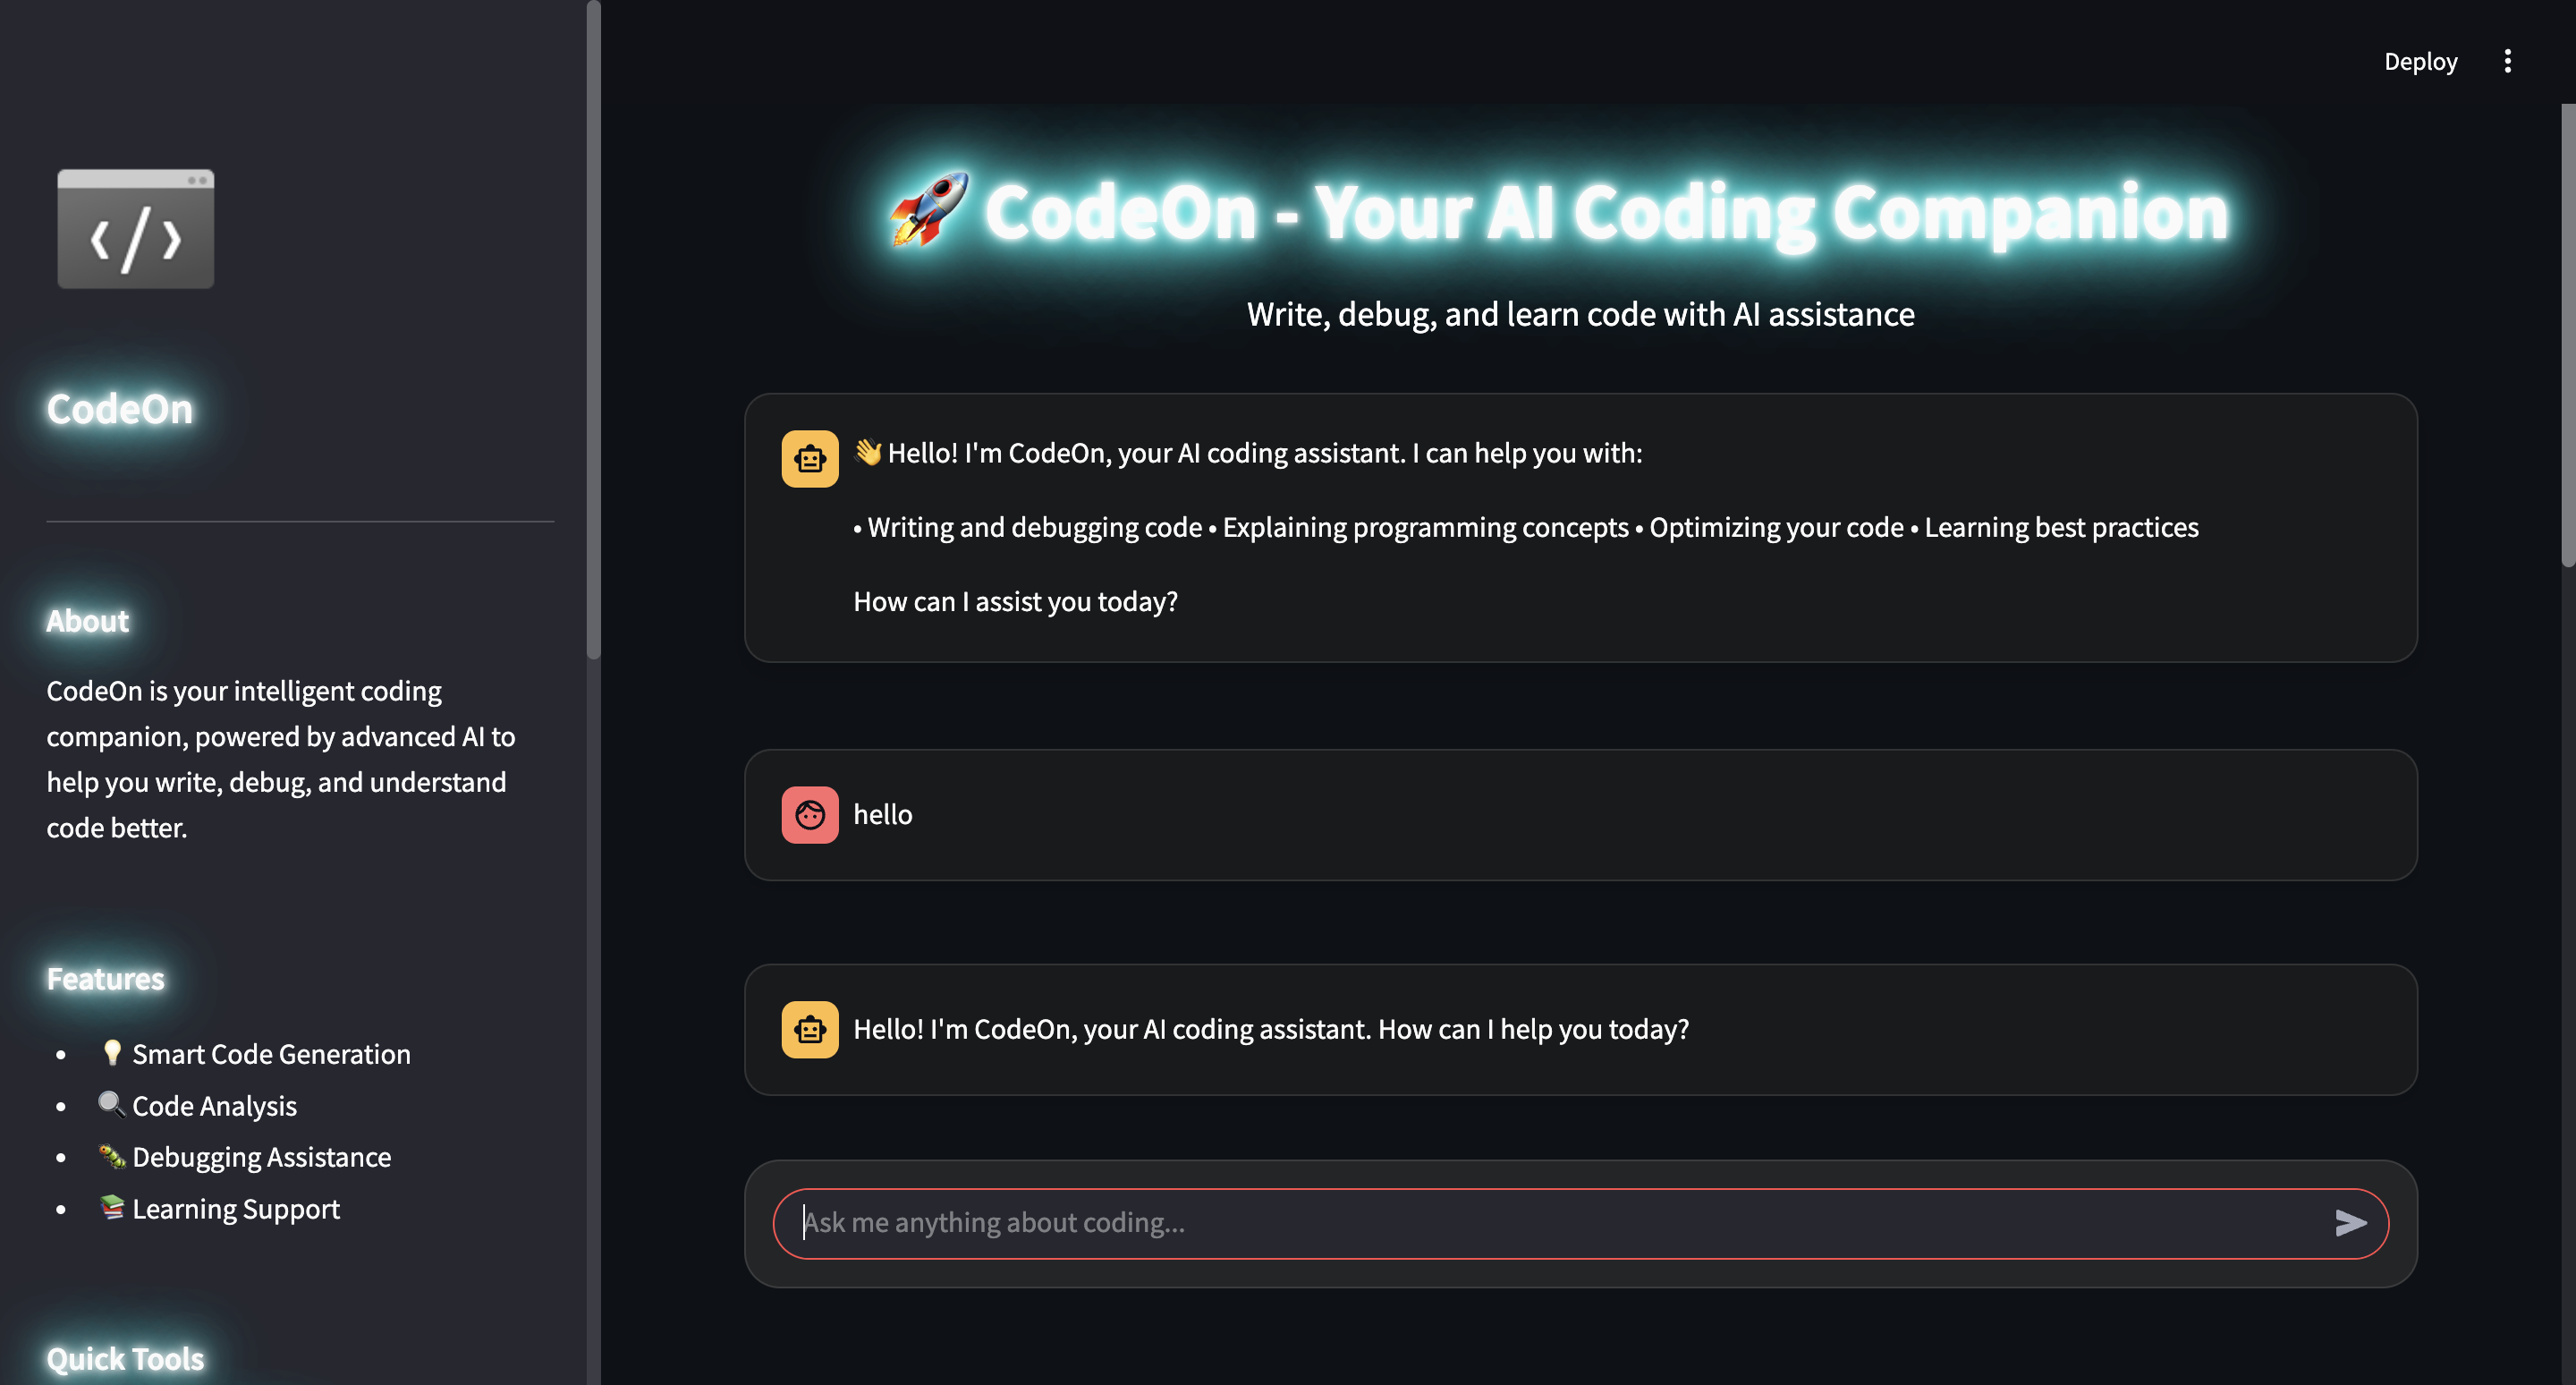 Deploy
</>
CodeOn
About
CodeOn is your intelligent coding
companion, powered by advanced AI to
help you write, debug, and understand
code better.
Features
• 💡 Smart Code Generation
• 🔍 Code Analysis
• 🐛 Debugging Assistance
• 📚 Learning Support
Quick Tools
🚀 CodeOn - Your AI Coding Companion
Write, debug, and learn code with AI assistance
👋 Hello! I'm CodeOn, your AI coding assistant. I can help you with:
• Writing and debugging code • Explaining programming concepts • Optimizing your code • Learning best practices
How can I assist you today?
hello
Hello! I'm CodeOn, your AI coding assistant. How can I help you today?
Ask me anything about coding...